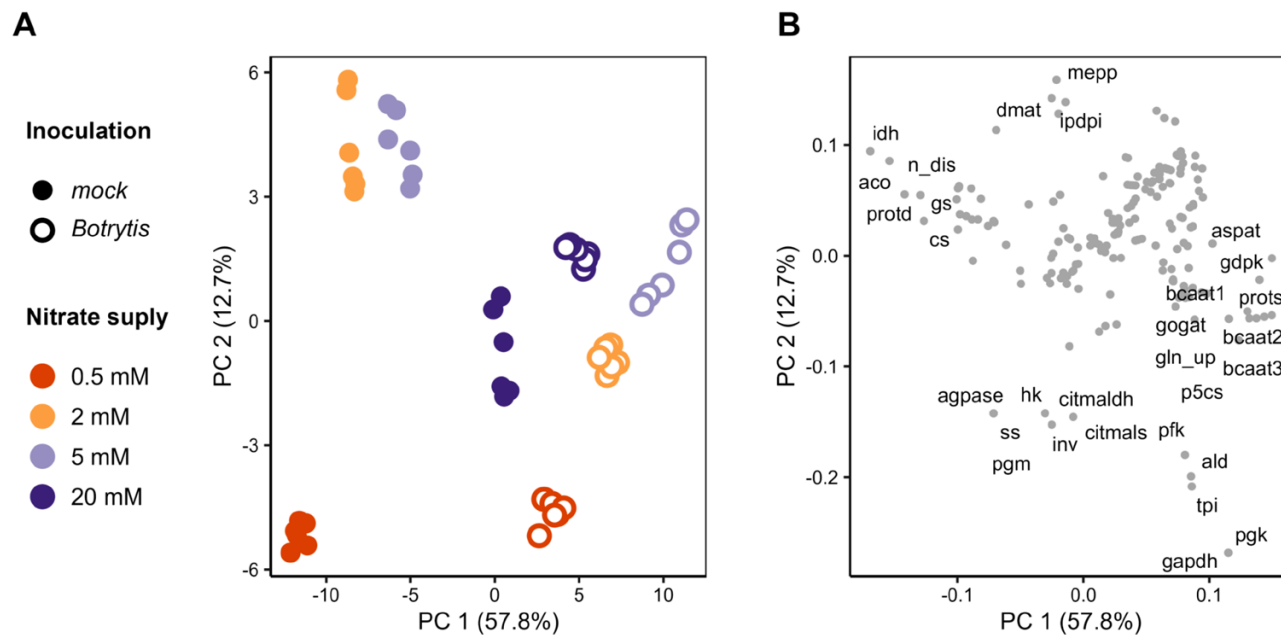 A
B
Inoculation
mock
Botrytis
Nitrate suply
0.5 mM
2 mM
5 mM
20 mM
PC 2 (12.7%)
6
3
0
-3
-6
-10
-5
0
5
10
PC 1 (57.8%)
PC 2 (12.7%)
0.1
0.0
-0.1
-0.2
mepp
dmat
ipdpi
idh
n_dis
aco
protd
gs
cs
aspat
gdpk
bcaat1
prots
gogat
bcaat2
gln_up
bcaat3
p5cs
agpase
hk
citmaldh
ss
inv
citmals
pfk
pgm
ald
tpi
pgk
gapdh
-0.1
0.0
0.1
PC 1 (57.8%)